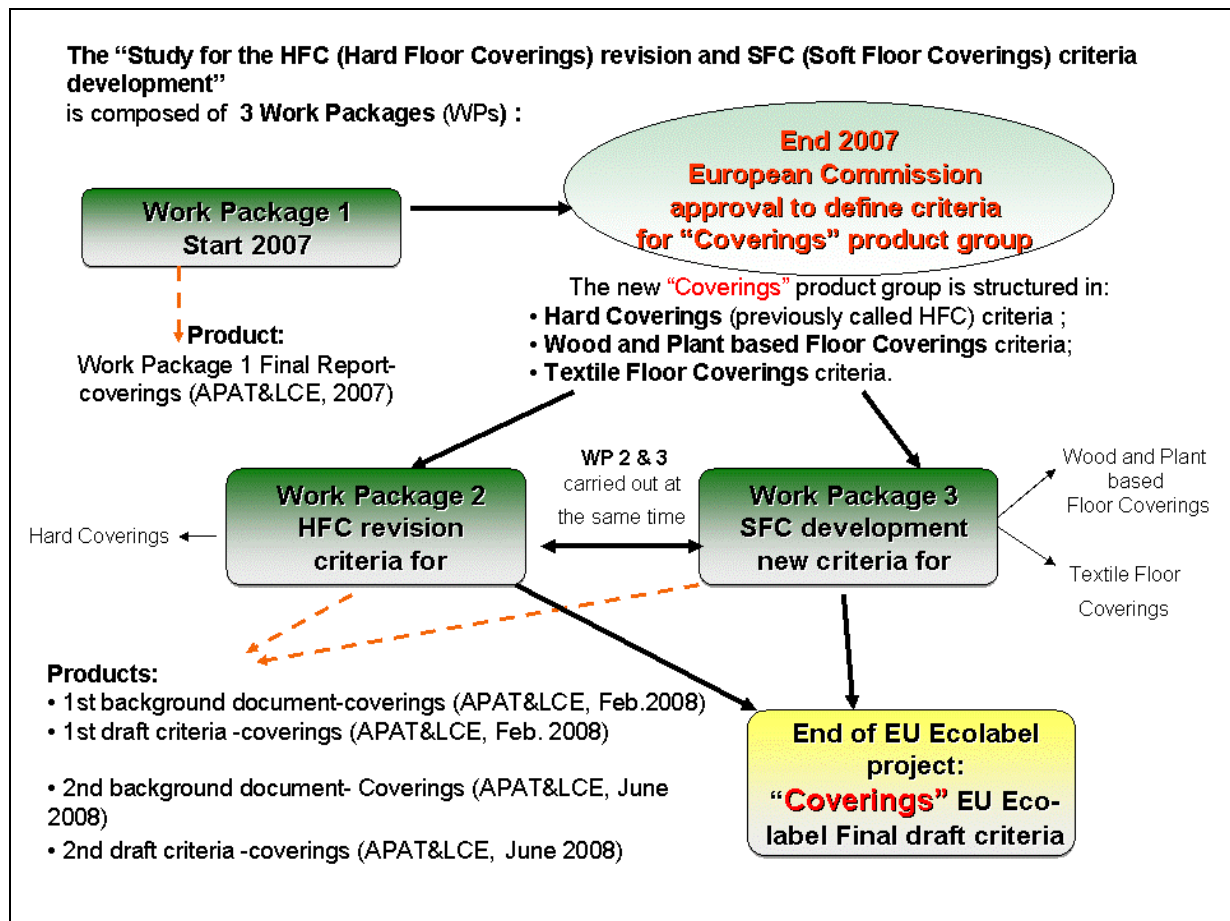 The “Study for the HFC (Hard Floor Coverings) revision and SFC (Soft Floor Coverings) criteria
development”
is composed of 3 Work Packages (WPs) :
End 2007
European Commission
approval to define criteria
for “Coverings” product group
Work Package 1
Start 2007
The new “Coverings” product group is structured in:
• Hard Coverings (previously called HFC) criteria ;
• Wood and Plant based Floor Coverings criteria;
• Textile Floor Coverings criteria.
Product:
Work Package 1 Final Report-
coverings (APAT&LCE, 2007)
WP 2 & 3
carried out at
the same time
Hard Coverings
Work Package 2
HFC revision
criteria for
Work Package 3
SFC development
new criteria for
Wood and Plant
based
Floor Coverings
Textile Floor
Coverings
Products:
• 1st background document-coverings (APAT&LCE, Feb.2008)
• 1st draft criteria -coverings (APAT&LCE, Feb. 2008)
• 2nd background document- Coverings (APAT&LCE, June
2008)
• 2nd draft criteria -coverings (APAT&LCE, June 2008)
End of EU Ecolabel
project:
“Coverings” EU Eco-
label Final draft criteria